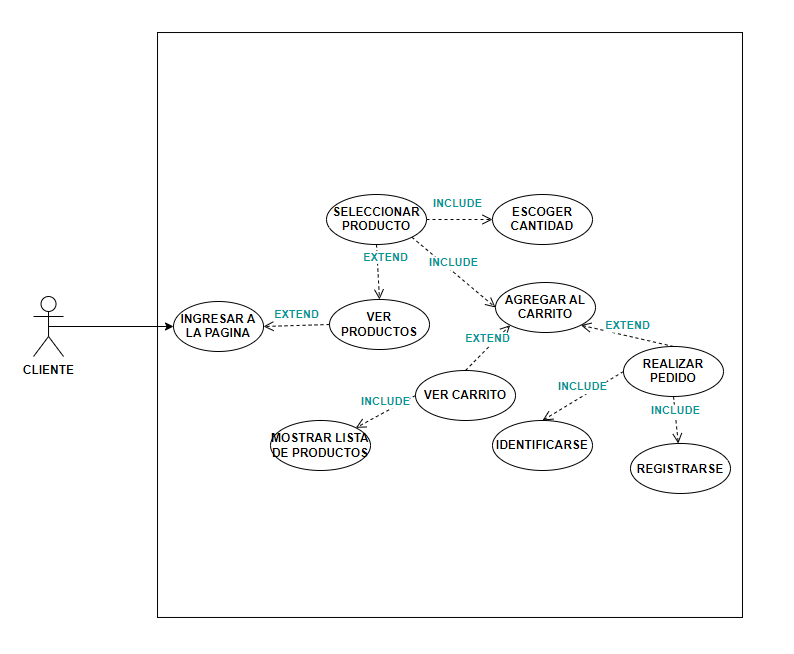 SELECCIONAR
PRODUCTO
INCLUDE
ESCOGER
CANTIDAD
EXTEND
INCLUDE
INGRESAR A
LA PAGINA
EXTEND
VER
PRODUCTOS
AGREGAR AL
CARRITO
EXTEND
EXTEND
CLIENTE
REALIZAR
PEDIDO
INCLUDE
VER CARRITO
INCLUDE
INCLUDE
MOSTRAR LISTA
DE PRODUCTOS
IDENTIFICARSE
REGISTRARSE